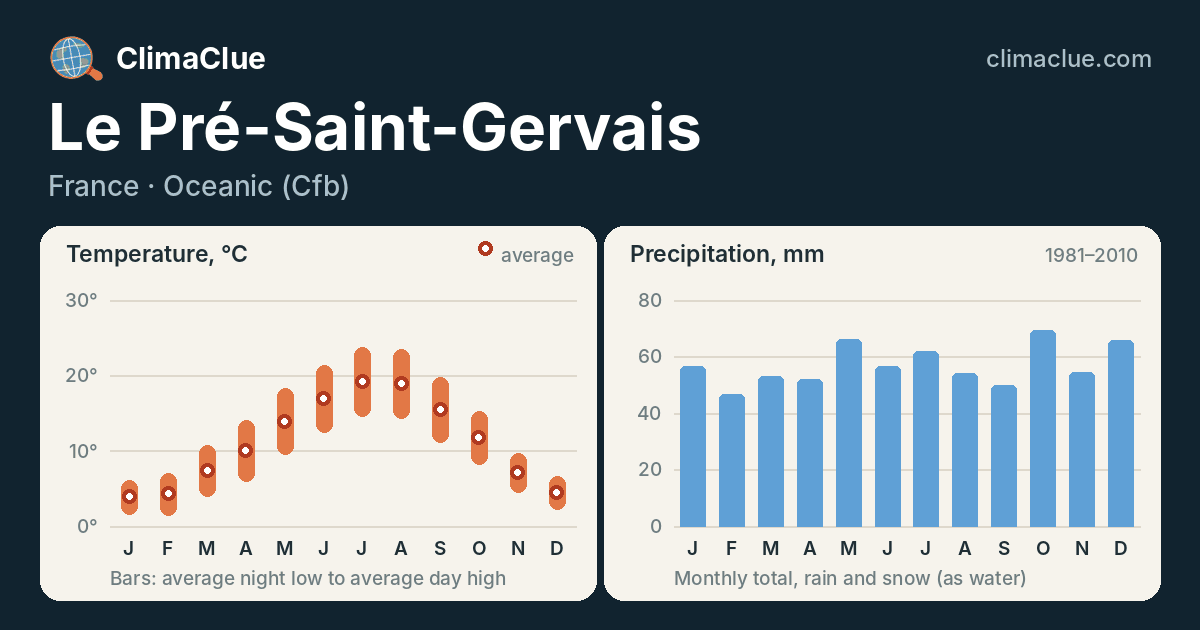 ClimaClue
climaclue.com
Le Pré-Saint-Gervais
France · Oceanic (Cfb)
Temperature, °C
average
30°
20°
10°
0°
J F M A M J J A S O N D
Bars: average night low to average day high
Precipitation, mm
1981–2010
80
60
40
20
0
J F M A M J J A S O N D
Monthly total, rain and snow (as water)